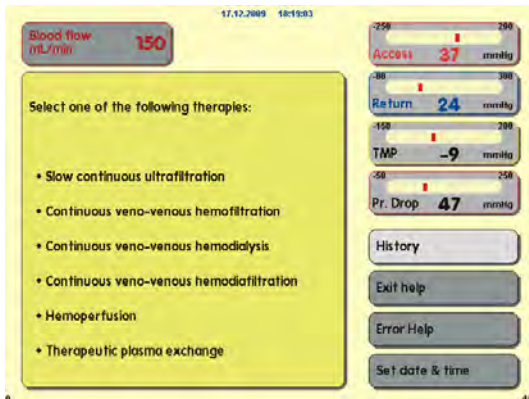 17.12.2009 18:19:03
Blood flow
mL/min 150
Select one of the following therapies:
• Slow continuous ultrafiltration
• Continuous veno-venous hemofiltration
• Continuous veno-venous hemodialysis
• Continuous veno-venous hemodiafiltration
• Hemoperfusion
• Therapeutic plasma exchange
-250 200
Access 37 mmHg
-80 300
Return 24 mmHg
-150 200
TMP -9 mmHg
-50 250
Pr. Drop 47 mmHg
History
Exit help
Error Help
Set date & time